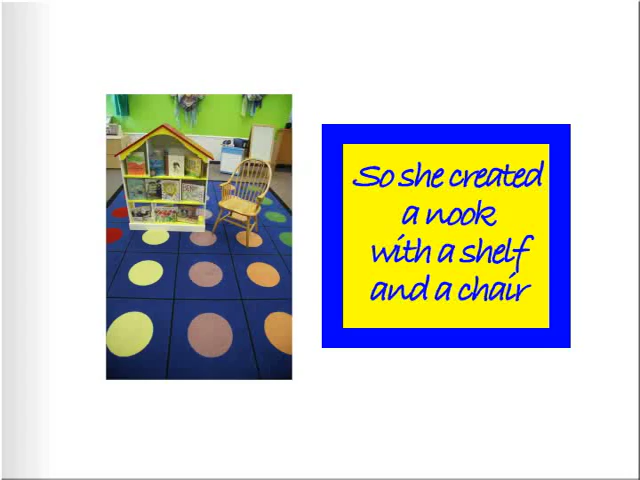 So she created
a nook
with a shelf
and a chair